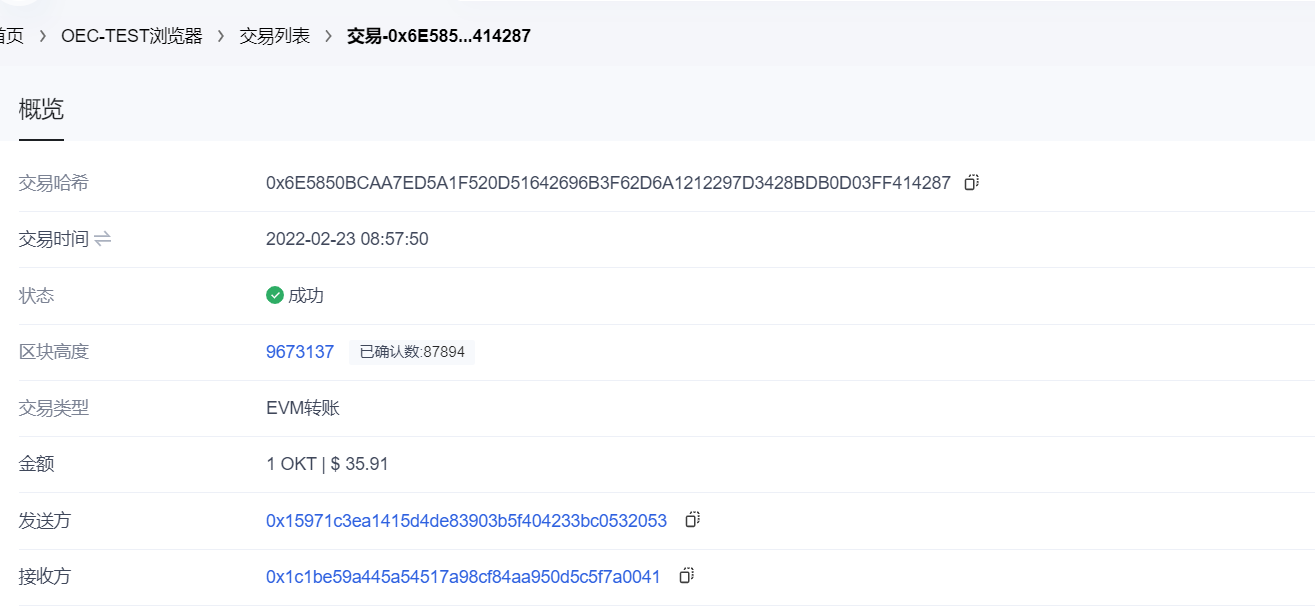 首页 > OEC-TEST浏览器 > 交易列表 > 交易-0x6E585...414287
概览
交易哈希 0x6E5850BCAA7ED5A1F520D51642696B3F62D6A1212297D3428BDB0D03FF414287
交易时间 2022-02-23 08:57:50
状态 成功
区块高度 9673137 已确认数:87894
交易类型 EVM转账
金额 1 OKT | $ 35.91
发送方 0x15971c3ea1415d4de83903b5f404233bc0532053
接收方 0x1c1be59a445a54517a98cf84aa950d5c5f7a0041